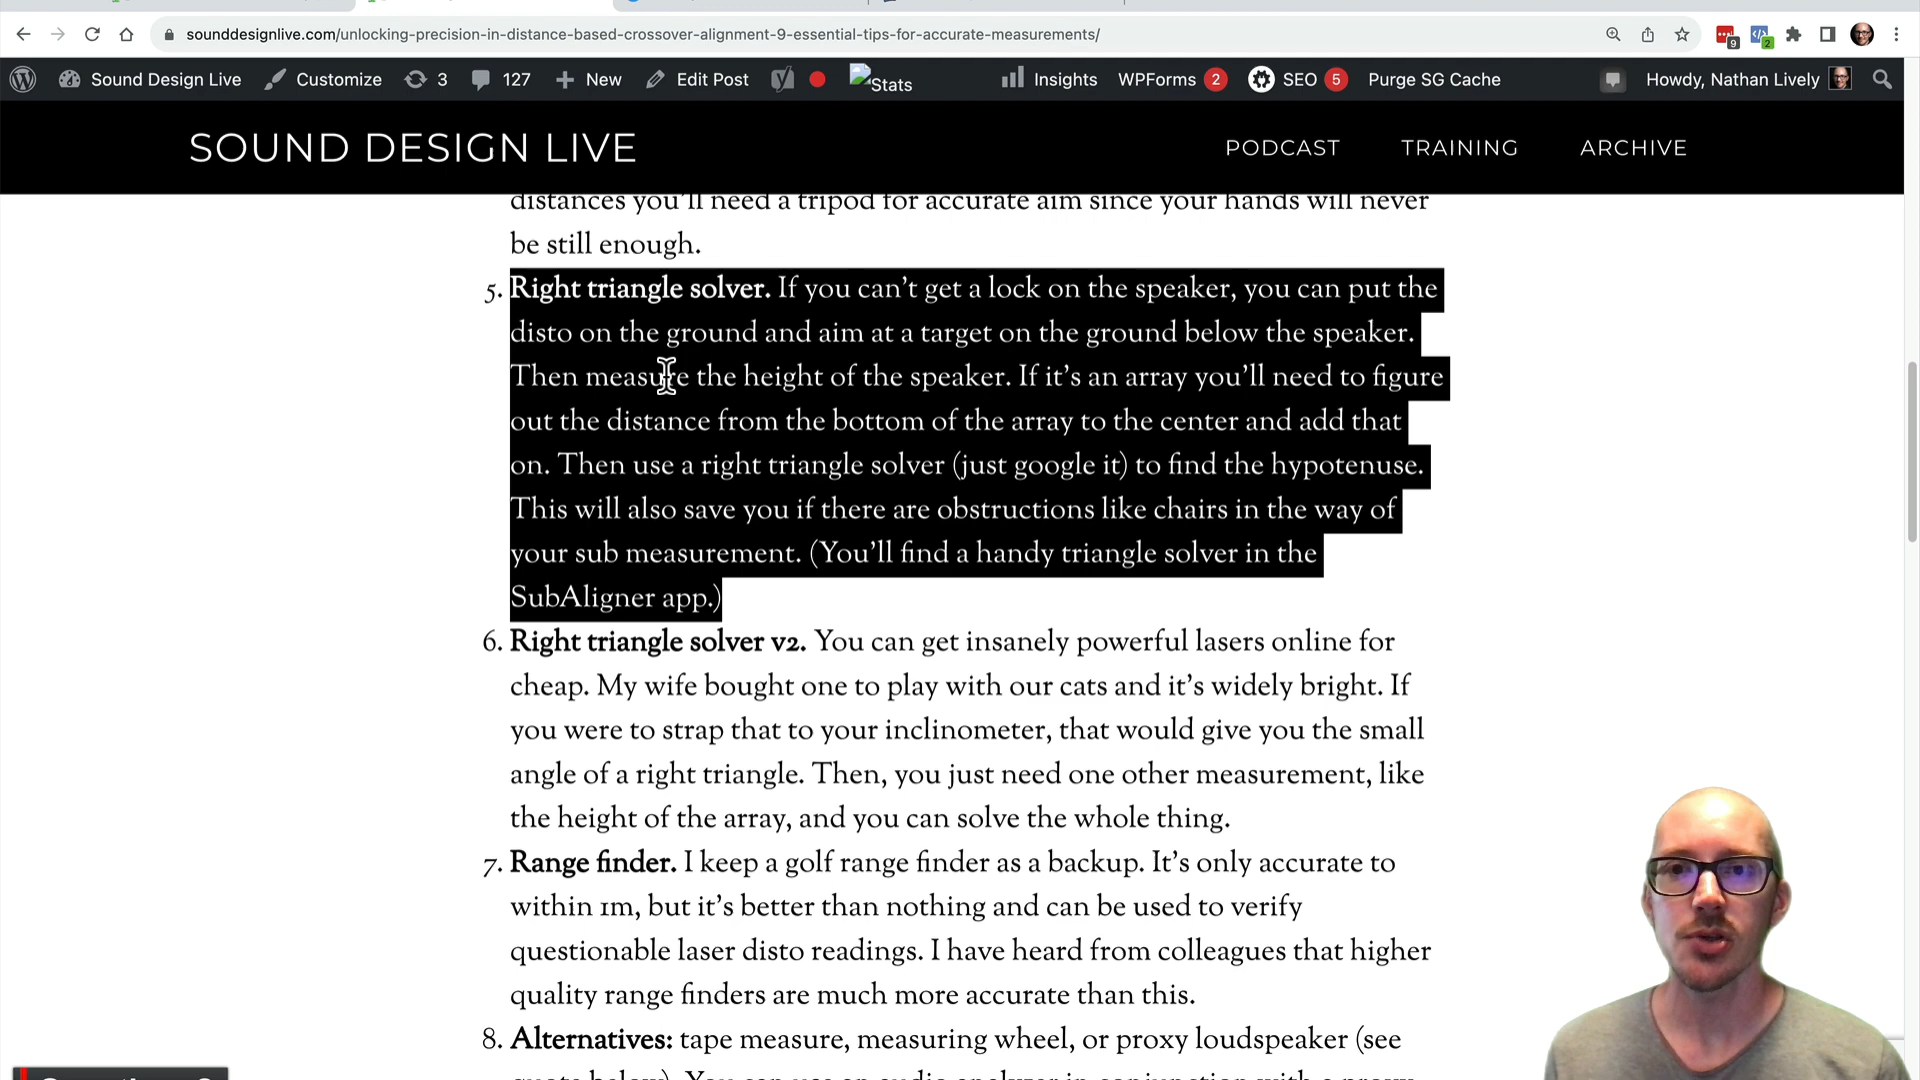 sounddesignlive.com/unlocking-precision-in-distance-based-crossover-alignment-9-essential-tips-for-accurate-measurements/
9
2
Sound Design Live
Customize
3
127
New
Edit Post
Stats
Insights
WPForms 2
SEO 5
Purge SG Cache
Howdy, Nathan Lively
SOUND DESIGN LIVE
PODCAST
TRAINING
ARCHIVE
distances you'll need a tripod for accurate aim since your hands will never
be still enough.
5. Right triangle solver. If you can't get a lock on the speaker, you can put the
disto on the ground and aim at a target on the ground below the speaker.
Then measure the height of the speaker. If it's an array you'll need to figure
out the distance from the bottom of the array to the center and add that
on. Then use a right triangle solver (just google it) to find the hypotenuse.
This will also save you if there are obstructions like chairs in the way of
your sub measurement. (You'll find a handy triangle solver in the
SubAligner app.)
6. Right triangle solver v2. You can get insanely powerful lasers online for
cheap. My wife bought one to play with our cats and it's widely bright. If
you were to strap that to your inclinometer, that would give you the small
angle of a right triangle. Then, you just need one other measurement, like
the height of the array, and you can solve the whole thing.
7. Range finder. I keep a golf range finder as a backup. It's only accurate to
within 1m, but it's better than nothing and can be used to verify
questionable laser disto readings. I have heard from colleagues that higher
quality range finders are much more accurate than this.
8. Alternatives: tape measure, measuring wheel, or proxy loudspeaker (see